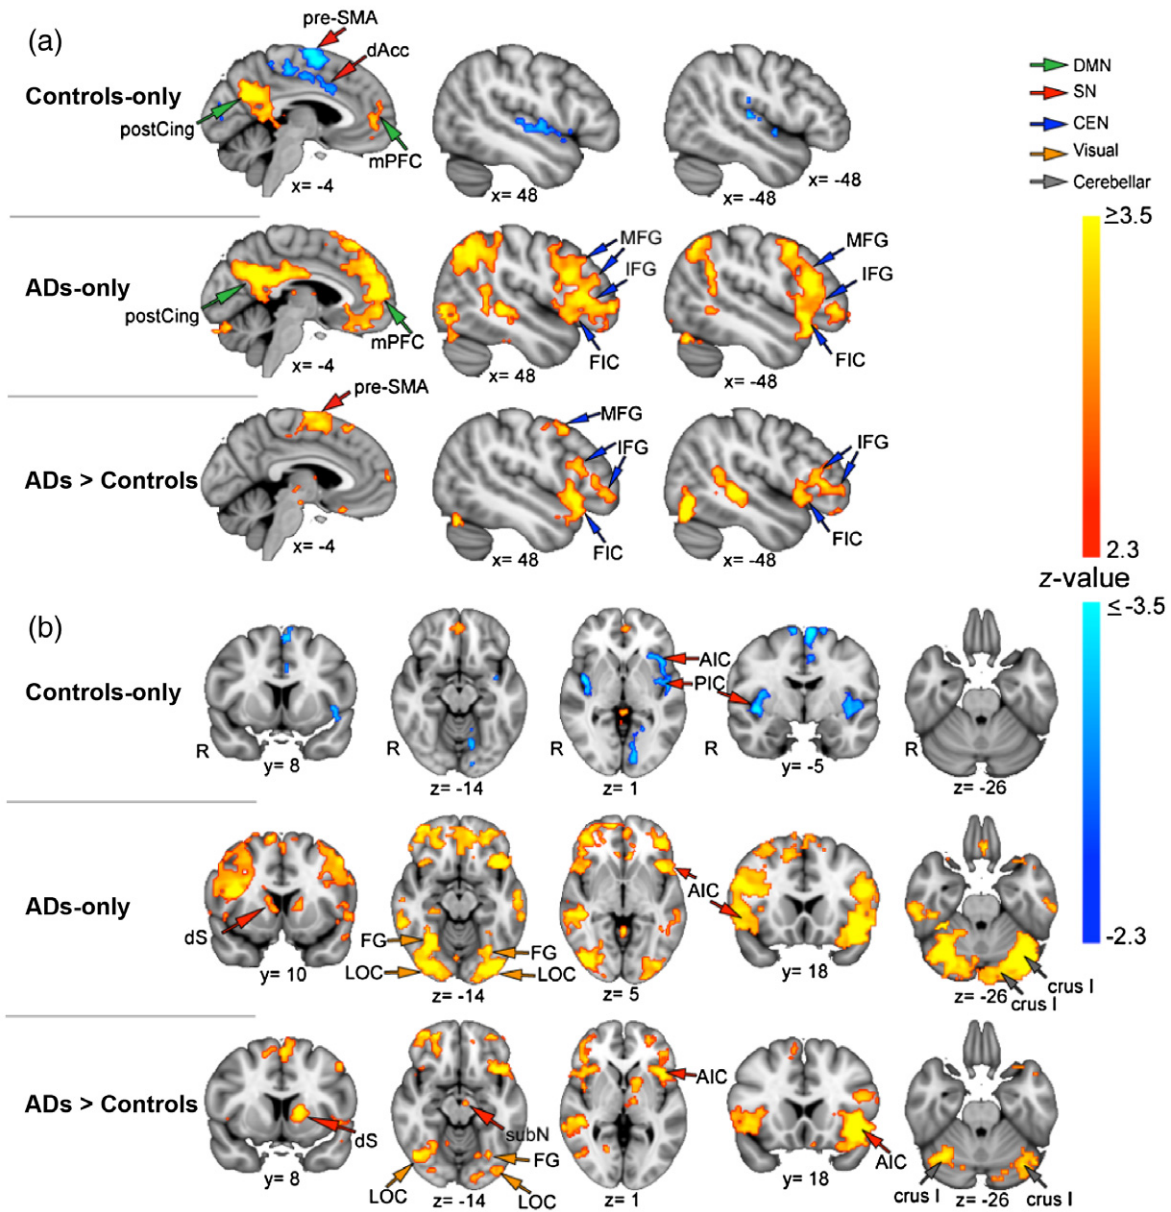 (a)
pre-SMA
dAcc
Controls-only
postCing
mPFC
x= -4
x= 48
x= -48
x= -48
DMN
SN
CEN
Visual
Cerebellar
≥3.5
ADs-only
postCing
mPFC
x= -4
MFG
IFG
FIC
x= 48
MFG
IFG
FIC
x= -48
pre-SMA
ADs > Controls
x= -4
MFG
IFG
FIC
x= 48
IFG
FIC
x= -48
2.3
z-value
≤ -3.5
-2.3
(b)
Controls-only
R
y= 8
R
z= -14
R
z= 1
AIC
PIC
R
y= -5
R
z= -26
ADs-only
dS
y= 10
FG
FG
LOC
LOC
z= -14
z= 5
AIC
y= 18
crus I
crus I
z= -26
ADs > Controls
dS
y= 8
subN
FG
LOC
LOC
z= -14
AIC
z= 1
AIC
y= 18
crus I
crus I
z= -26